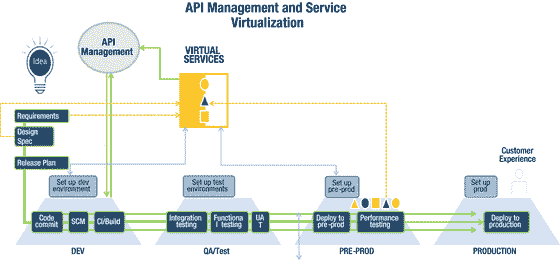 API Management and Service
Virtualization
Idea
API
Management
VIRTUAL
SERVICES
Requirements
Design
Spec
Release Plan
Customer
Experience
Set up dev
environment
Set up test
environments
Set up
pre-prod
Set up
prod
Code
commit
SCM
CI/Build
Integration
testing
Functiona
l testing
UA
T
Deploy to
pre-prod
Performance
testing
Deploy to
production
DEV
QA/Test
PRE-PROD
PRODUCTION